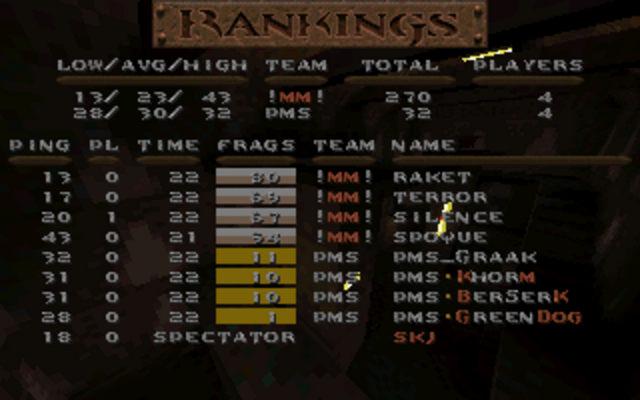 RANKINGS
LOW/AVG/HIGH TEAM TOTAL PLAYERS
13/ 23/ 43 !MM! 270 4
28/ 30/ 32 PMS 32 4
PING PL TIME FRAGS TEAM NAME
13 0 22 80 !MM! RAKET
17 0 22 69 !MM! TERROR
20 1 22 67 !MM! SILENCE
43 0 21 54 !MM! SPOQUE
32 0 22 11 PMS PMS_GRAAK
31 0 22 10 PMS PMS·KHORM
31 0 22 10 PMS PMS·BERSERK
28 0 22 1 PMS PMS·GREENDOG
18 0 SPECTATOR SKJ